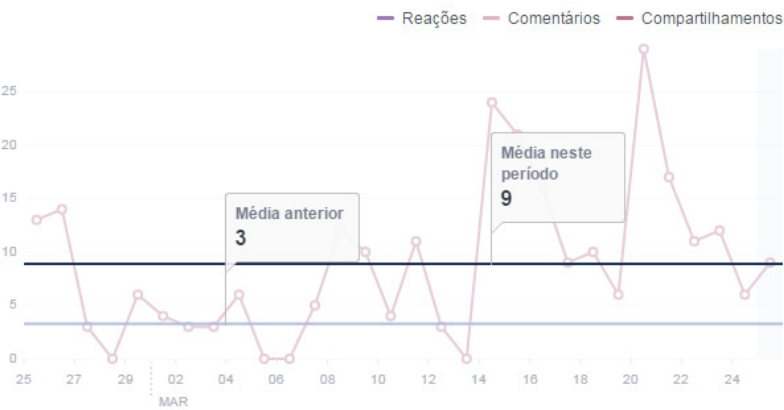 Reações Comentários Compartilhamentos
25
20
15
10
5
0
Média anterior
3
Média neste
período
9
25 27 29 02 04 06 08 10 12 14 16 18 20 22 24
MAR